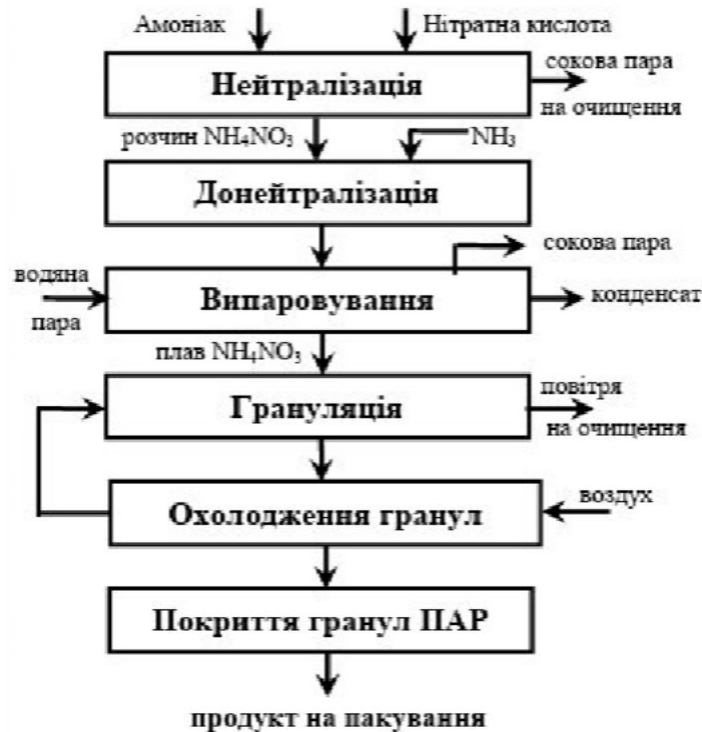 Амоніак
Нітратна кислота
Нейтралізація
сокова пара
на очищення
розчин NH₄NO₃
NH₃
Донейтралізація
сокова пара
водяна
пара
Випаровування
конденсат
плав NH₄NO₃
Грануляція
повітря
на очищення
Охолодження гранул
воздух
Покриття гранул ПАР
продукт на пакування